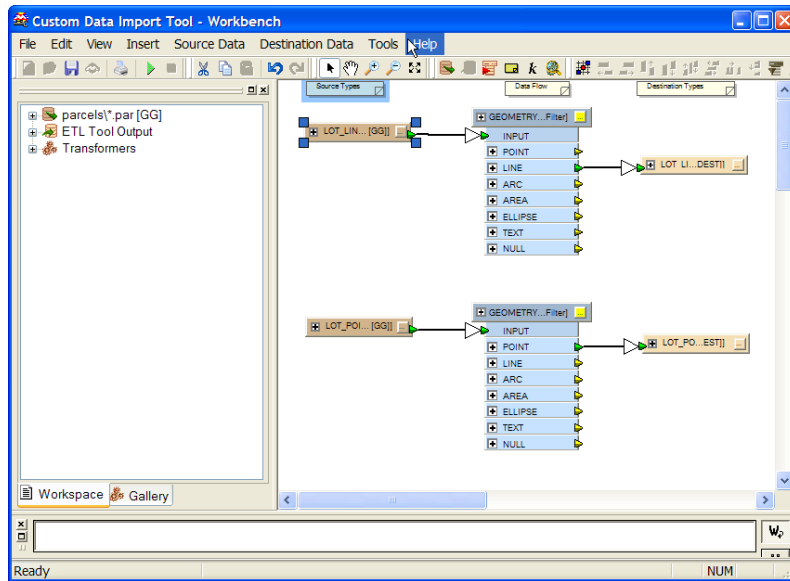 Custom Data Import Tool - Workbench
File Edit View Insert Source Data Destination Data Tools Help
parcels\*.par [GG]
ETL Tool Output
Transformers
Workspace
Gallery
Source Types
Data Flow
Destination Types
LOT_LIN... [GG]]
GEOMETRY...Filter]
INPUT
POINT
LINE
ARC
AREA
ELLIPSE
TEXT
NULL
LOT LI...DEST]]
LOT_POI... [GG]]
GEOMETRY...Filter]
INPUT
POINT
LINE
ARC
AREA
ELLIPSE
TEXT
NULL
LOT_PO...EST]]
Ready
NUM